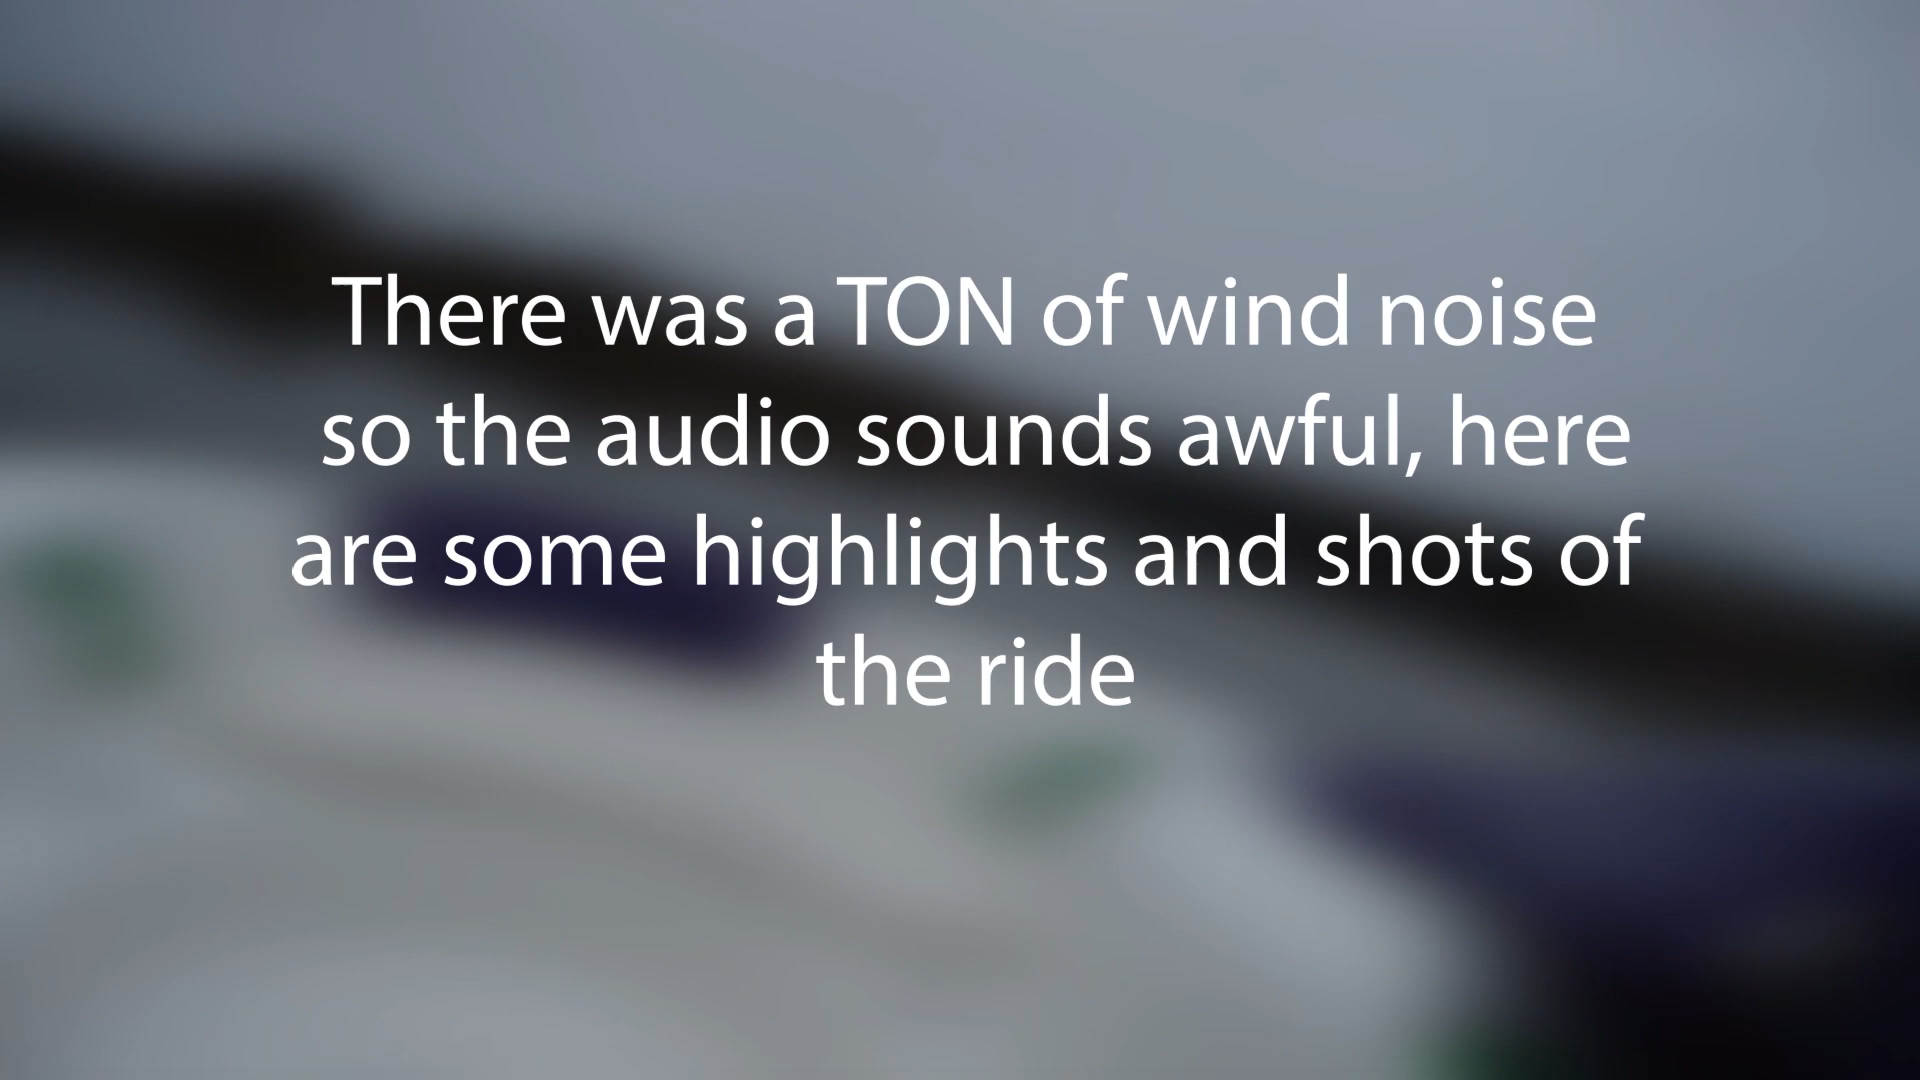 There was a TON of wind noise
so the audio sounds awful, here
are some highlights and shots of
the ride